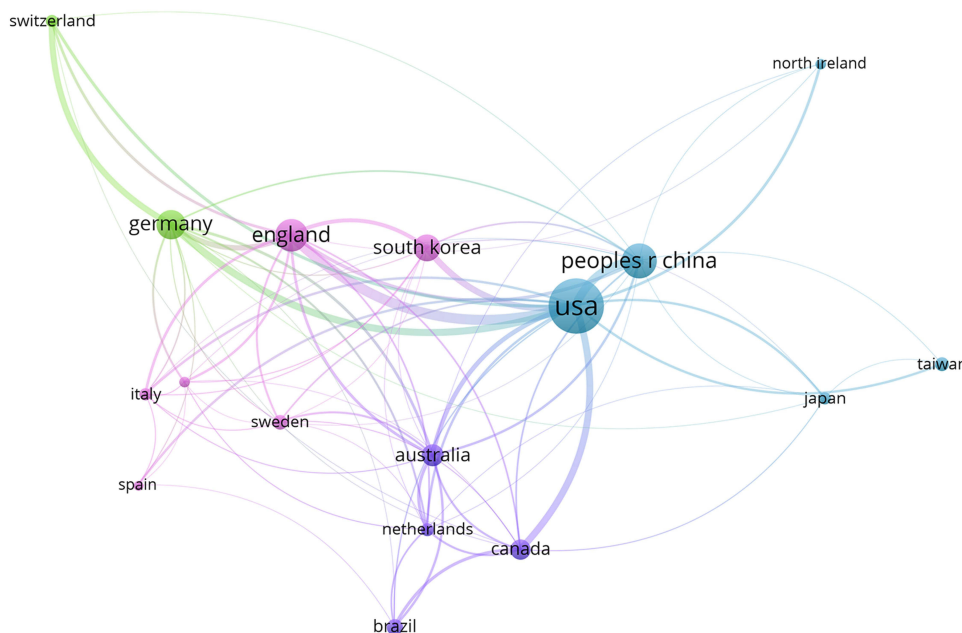 switzerland
north ireland
germany
england
south korea
peoples r china
usa
taiwan
japan
italy
sweden
australia
spain
netherlands
canada
brazil